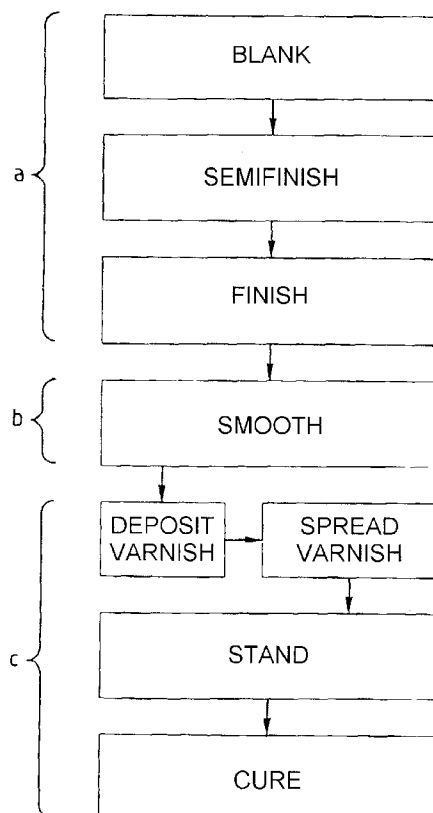 BLANK
a
SEMIFINISH
FINISH
b
SMOOTH
DEPOSIT
VARNISH
SPREAD
VARNISH
c
STAND
CURE